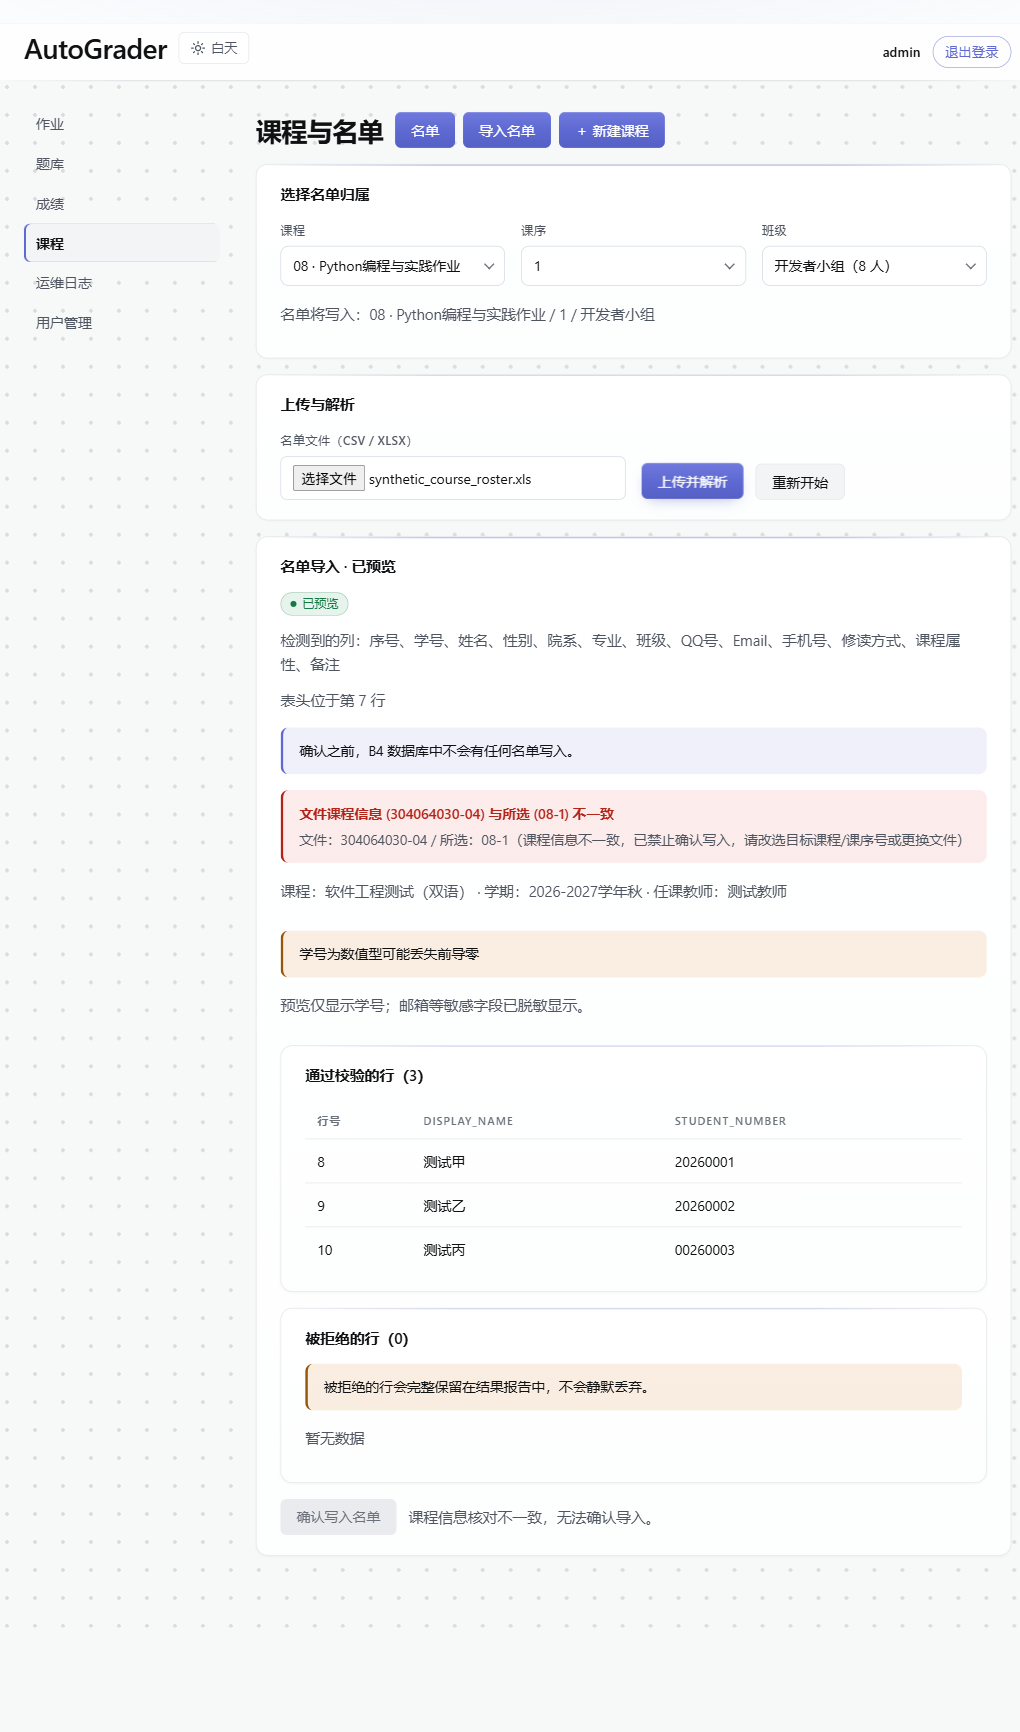 AutoGrader
白天
admin
退出登录
作业
题库
成绩
课程
运维日志
用户管理
课程与名单
名单
导入名单
+ 新建课程
选择名单归属
课程
课序
班级
08 · Python编程与实践作业
1
开发者小组（8 人）
名单将写入：08 · Python编程与实践作业 / 1 / 开发者小组
上传与解析
名单文件（CSV / XLSX）
选择文件 synthetic_course_roster.xls
上传并解析
重新开始
名单导入 · 已预览
已预览
检测到的列：序号、学号、姓名、性别、院系、专业、班级、QQ号、Email、手机号、修读方式、课程属
性、备注
表头位于第 7 行
确认之前，B4 数据库中不会有任何名单写入。
文件课程信息 (304064030-04) 与所选 (08-1) 不一致
文件：304064030-04 / 所选：08-1（课程信息不一致，已禁止确认写入，请改选目标课程/课序号或更换文件）
课程：软件工程测试（双语） · 学期：2026-2027学年秋 · 任课教师：测试教师
学号为数值型可能丢失前导零
预览仅显示学号；邮箱等敏感字段已脱敏显示。
通过校验的行（3）
行号 DISPLAY_NAME STUDENT_NUMBER
8 测试甲 20260001
9 测试乙 20260002
10 测试丙 00260003
被拒绝的行（0）
被拒绝的行会完整保留在结果报告中，不会静默丢弃。
暂无数据
确认写入名单
课程信息核对不一致，无法确认导入。